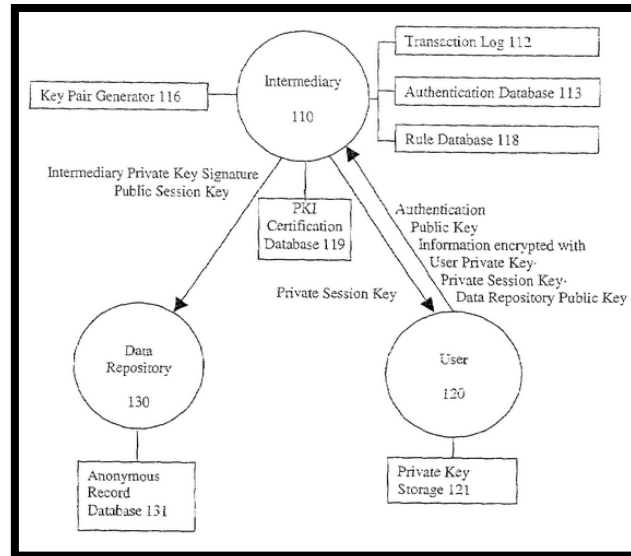 Transaction Log 112
Intermediary
Key Pair Generator 116
Authentication Database 113
110
Rule Database 118
Intermediary Private Key Signature
Public Session Key
PKI
Certification
Database 119
Authentication
Public Key
Information encrypted with
User Private Key·
Private Session Key·
Data Repository Public Key
Private Session Key
Data
Repository
130
User
120
Anonymous
Record
Database 131
Private Key
Storage 121